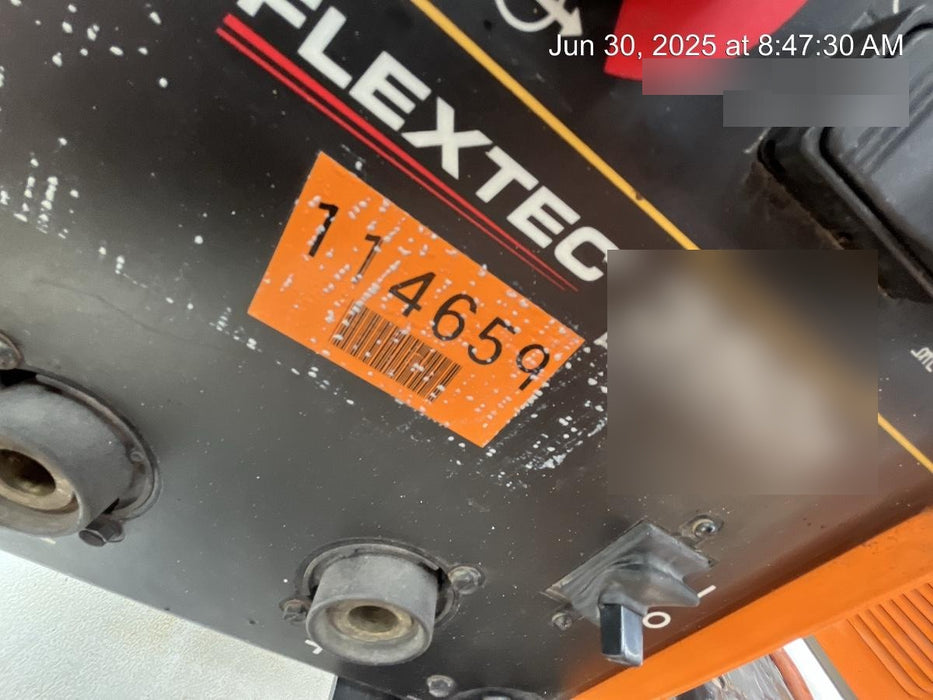 Jun 30, 2025 at 8:47:30 AM
FLEXTEC
114659
I
O